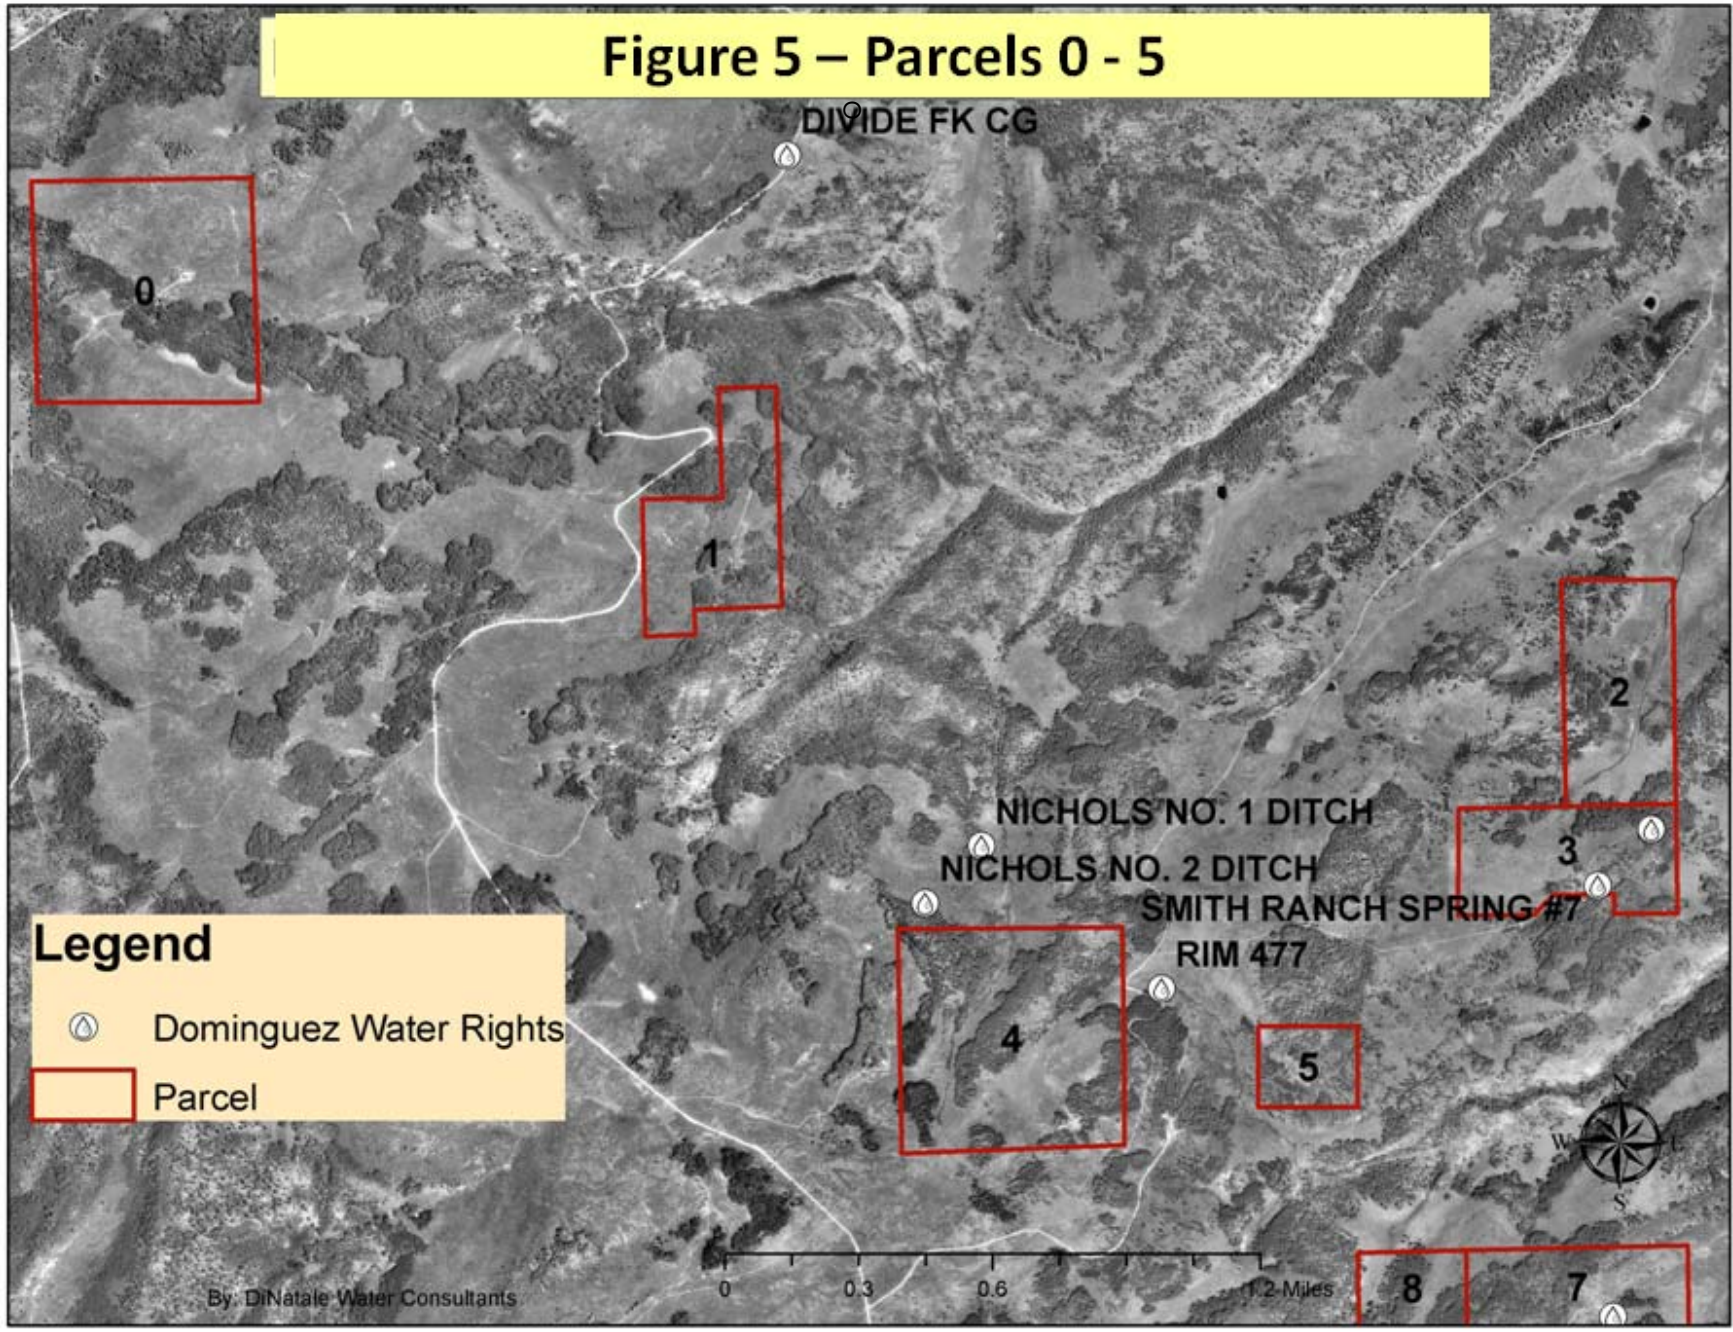 Figure 5 – Parcels 0 - 5
DIVIDE FK CG
0
1
2
NICHOLS NO. 1 DITCH
3
NICHOLS NO. 2 DITCH
SMITH RANCH SPRING #7
RIM 477
4
5
Legend
Dominguez Water Rights
Parcel
N
W
S
0 0.3 0.6 1.2 Miles
8
7
By: DiNatale Water Consultants